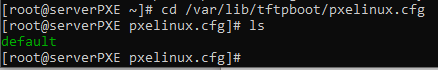 [root@serverPXE ~]# cd /var/lib/tftpboot/pxelinux.cfg
[root@serverPXE pxelinux.cfg]# ls
default
[root@serverPXE pxelinux.cfg]#